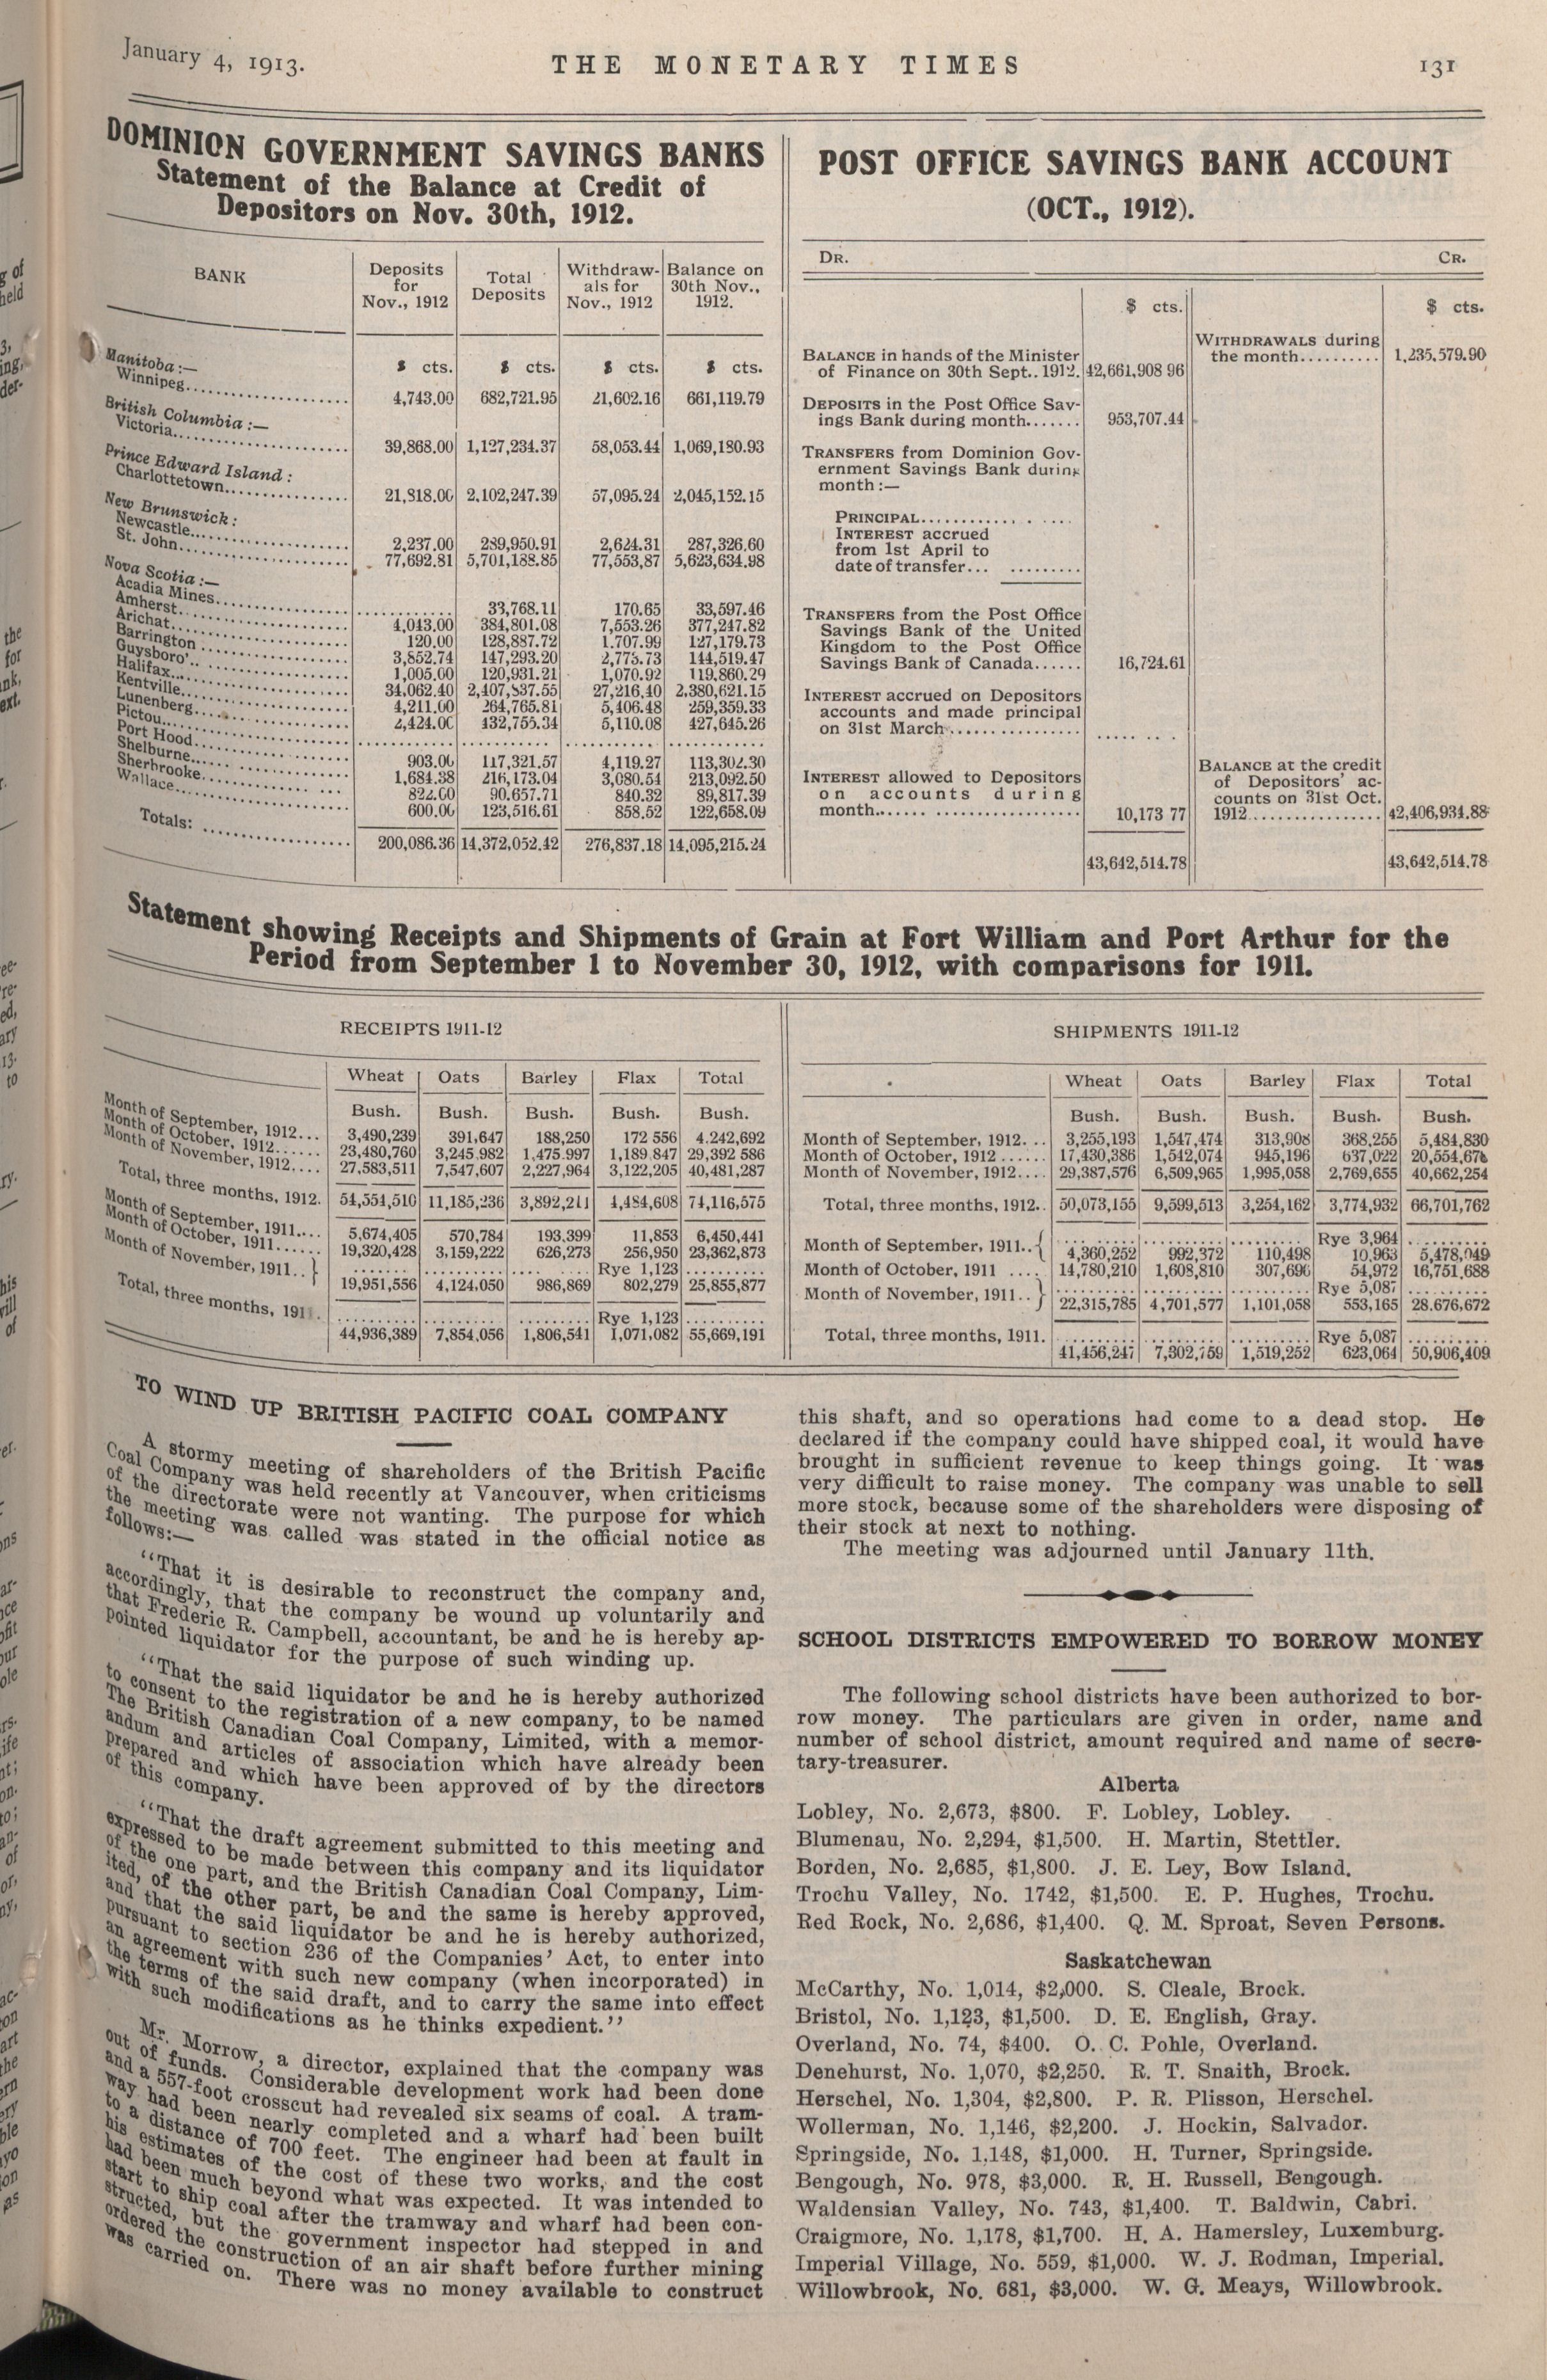 January 4, 1913.
THE MONETARY TIMES
131
DOMINION GOVERNMENT SAVINGS BANKS
Statement of the Balance at Credit of
Depositors on Nov. 30th, 1912.
BANK | Deposits for Nov., 1912 | Total Deposits | Withdraw-als for Nov., 1912 | Balance on 30th Nov., 1912.
$ cts. | $ cts. | $ cts. | $ cts.
Manitoba:—
Winnipeg.................... 4,743.00 | 682,721.95 | 21,602.16 | 661,119.79
British Columbia:—
Victoria.................... 39,868.00 | 1,127,234.37 | 58,053.44 | 1,069,180.93
Prince Edward Island:
Charlottetown................ 21,818.00 | 2,102,247.39 | 57,095.24 | 2,045,152.15
New Brunswick:
Newcastle.................... 2,237.00 | 289,950.91 | 2,624.31 | 287,326.60
St. John.................... 77,692.81 | 5,701,188.85 | 77,553,87 | 5,623,634.98
Nova Scotia:—
Acadia Mines................ ............ | 33,768.11 | 170.65 | 33,597.46
Amherst.................... 4,043.00 | 384,801.08 | 7,553.26 | 377,247.82
Arichat.................... 120.00 | 128,887.72 | 1.707.99 | 127,179.73
Barrington.................. 3,852.74 | 147,293.20 | 2,773.73 | 144,519.47
Guysboro'.................. 1,005.00 | 120,931.21 | 1,070.92 | 119,860.29
Halifax.................... 34,062.40 | 2,407,837.55 | 27,216.40 | 2,380,621.15
Kentville.................... 4,211.00 | 264,765.81 | 5,406.48 | 259,359.33
Lunenberg.................... 2,424.00 | 432,755.34 | 5,110.08 | 427,645.26
Pictou.................... ............ | ............ | ............ | ............
Port Hood.................... 903.00 | 117,321.57 | 4,119.27 | 113,302.30
Shelburne.................... 1,684.38 | 216,173.04 | 3,080.54 | 213,092.50
Sherbrooke.................. 822.00 | 90.657.71 | 840.32 | 89,817.39
Wallace.................... 600.00 | 123,516.61 | 858.52 | 122,658.09
Totals: .................... 200,086.36 | 14,372,052.42 | 276,837.18 | 14,095,215.24
POST OFFICE SAVINGS BANK ACCOUNT
(OCT., 1912).
DR. CR.
$ cts. $ cts.
BALANCE in hands of the Minister
of Finance on 30th Sept.. 1912. 42,661,908 96
DEPOSITS in the Post Office Sav-
ings Bank during month....... 953,707.44
TRANSFERS from Dominion Gov-
ernment Savings Bank during
month:—
PRINCIPAL....................
INTEREST accrued
from 1st April to
date of transfer... .........
TRANSFERS from the Post Office
Savings Bank of the United
Kingdom to the Post Office
Savings Bank of Canada...... 16,724.61
INTEREST accrued on Depositors
accounts and made principal
on 31st March................ ........
INTEREST allowed to Depositors
on accounts during
month........................ 10,173 77
43,642,514.78
WITHDRAWALS during
the month.......... 1,235.579.90
BALANCE at the credit
of Depositors' ac-
counts on 31st Oct.
1912................ 42,406,934.88
43,642,514.78
Statement showing Receipts and Shipments of Grain at Fort William and Port Arthur for the
Period from September 1 to November 30, 1912, with comparisons for 1911.
RECEIPTS 1911-12
Wheat | Oats | Barley | Flax | Total
Bush. | Bush. | Bush. | Bush. | Bush.
Month of September, 1912... 3,490,239 | 391,647 | 188,250 | 172 556 | 4.242,692
Month of October, 1912...... 23,480,760 | 3,245.982 | 1,475.997 | 1,189,847 | 29,392 586
Month of November, 1912.... 27,583,511 | 7,547,607 | 2,227,964 | 3,122,205 | 40,481,287
Total, three months, 1912. 54,554,510 | 11,185,236 | 3,892,211 | 4,484,608 | 74,116,575
Month of September, 1911.... 5,674,405 | 570,784 | 193,399 | 11,853 | 6,450,441
Month of October, 1911...... 19,320,428 | 3,159,222 | 626,273 | 256,950 | 23,362,873
Month of November, 1911..} ....... | .......... | ......... | Rye 1,123 | ..........
19,951,556 | 4,124,050 | 986,869 | 802,279 | 25,855,877
Total, three months, 1911. .......... | .......... | ......... | Rye 1,123 | ..........
44,936,389 | 7,854,056 | 1,806,541 | 1,071,082 | 55,669,191
SHIPMENTS 1911-12
Wheat | Oats | Barley | Flax | Total
Bush. | Bush. | Bush. | Bush. | Bush.
Month of September, 1912... 3,255,193 | 1,547,474 | 313,908 | 368,255 | 5,484,830
Month of October, 1912...... 17,430,386 | 1,542,074 | 945,196 | 637,022 | 20,554,678
Month of November, 1912.... 29,387,576 | 6,509,965 | 1,995,058 | 2,769,655 | 40,662,254
Total, three months, 1912.. 50,073,155 | 9,599,513 | 3,254,162 | 3,774,932 | 66,701,762
Month of September, 1911..{ .......... | ......... | ......... | Rye 3,964 | ..........
4,360,252 | 992,372 | 110,498 | 10,963 | 5,478,049
Month of October, 1911 .... 14,780,210 | 1,608,810 | 307,696 | 54,972 | 16,751,688
Month of November, 1911..} .......... | ......... | ......... | Rye 5,087 | ..........
22,315,785 | 4,701,577 | 1,101,058 | 553,165 | 28.676,672
Total, three months, 1911. .......... | ......... | ......... | Rye 5,087 | ..........
41,456,247 | 7,302,759 | 1,519,252 | 623,064 | 50,906,409
TO WIND UP BRITISH PACIFIC COAL COMPANY
A stormy meeting of shareholders of the British Pacific
Coal Company was held recently at Vancouver, when criticisms
of the directorate were not wanting. The purpose for which
the meeting was called was stated in the official notice as
follows:—
"That it is desirable to reconstruct the company and,
accordingly, that the company be wound up voluntarily and
that Frederic R. Campbell, accountant, be and he is hereby ap-
pointed liquidator for the purpose of such winding up.
"That the said liquidator be and he is hereby authorized
to consent to the registration of a new company, to be named
The British Canadian Coal Company, Limited, with a memor-
andum and articles of association which have already been
prepared and which have been approved of by the directors
of this company.
"That the draft agreement submitted to this meeting and
expressed to be made between this company and its liquidator
of the one part, and the British Canadian Coal Company, Lim-
ited, of the other part, be and the same is hereby approved,
and that the said liquidator be and he is hereby authorized,
pursuant to section 236 of the Companies' Act, to enter into
an agreement with such new company (when incorporated) in
the terms of the said draft, and to carry the same into effect
with such modifications as he thinks expedient."
Mr. Morrow, a director, explained that the company was
out of funds. Considerable development work had been done
and a 557-foot crosscut had revealed six seams of coal. A tram-
way had been nearly completed and a wharf had been built
to a distance of 700 feet. The engineer had been at fault in
his estimates of the cost of these two works, and the cost
had been much beyond what was expected. It was intended to
start to ship coal after the tramway and wharf had been con-
structed, but the government inspector had stepped in and
ordered the construction of an air shaft before further mining
was carried on. There was no money available to construct
this shaft, and so operations had come to a dead stop. He
declared if the company could have shipped coal, it would have
brought in sufficient revenue to keep things going. It was
very difficult to raise money. The company was unable to sell
more stock, because some of the shareholders were disposing of
their stock at next to nothing.
The meeting was adjourned until January 11th.
SCHOOL DISTRICTS EMPOWERED TO BORROW MONEY
The following school districts have been authorized to bor-
row money. The particulars are given in order, name and
number of school district, amount required and name of secre-
tary-treasurer.
Alberta
Lobley, No. 2,673, $800. F. Lobley, Lobley.
Blumenau, No. 2,294, $1,500. H. Martin, Stettler.
Borden, No. 2,685, $1,800. J. E. Ley, Bow Island.
Trochu Valley, No. 1742, $1,500. E. P. Hughes, Trochu.
Red Rock, No. 2,686, $1,400. Q. M. Sproat, Seven Persons.
Saskatchewan
McCarthy, No. 1,014, $2,000. S. Cleale, Brock.
Bristol, No. 1,123, $1,500. D. E. English, Gray.
Overland, No. 74, $400. O. C. Pohle, Overland.
Denehurst, No. 1,070, $2,250. R. T. Snaith, Brock.
Herschel, No. 1,304, $2,800. P. R. Plisson, Herschel.
Wollerman, No. 1,146, $2,200. J. Hockin, Salvador.
Springside, No. 1,148, $1,000. H. Turner, Springside.
Bengough, No. 978, $3,000. R. H. Russell, Bengough.
Waldensian Valley, No. 743, $1,400. T. Baldwin, Cabri.
Craigmore, No. 1,178, $1,700. H. A. Hamersley, Luxemburg.
Imperial Village, No. 559, $1,000. W. J. Rodman, Imperial.
Willowbrook, No. 681, $3,000. W. G. Meays, Willowbrook.